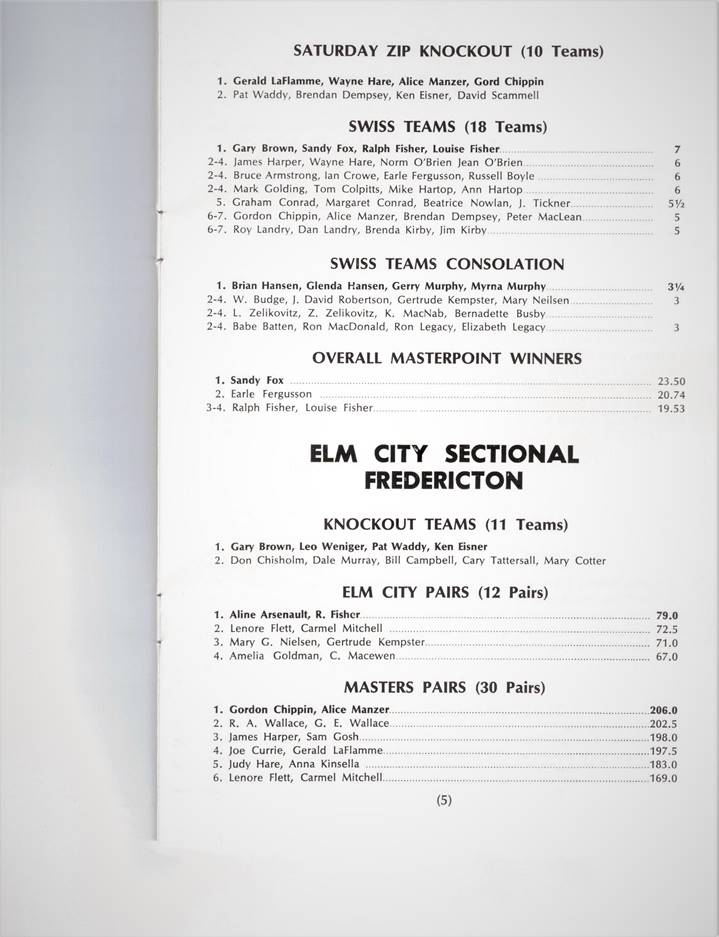 SATURDAY ZIP KNOCKOUT (10 Teams)
1. Gerald LaFlamme, Wayne Hare, Alice Manzer, Gord Chippin
2. Pat Waddy, Brendan Dempsey, Ken Eisner, David Scammell
SWISS TEAMS (18 Teams)
1. Gary Brown, Sandy Fox, Ralph Fisher, Louise Fisher 7
2-4. James Harper, Wayne Hare, Norm O'Brien Jean O'Brien 6
2-4. Bruce Armstrong, Ian Crowe, Earle Fergusson, Russell Boyle 6
2-4. Mark Golding, Tom Colpitts, Mike Hartop, Ann Hartop 6
5. Graham Conrad, Margaret Conrad, Beatrice Nowlan, J. Tickner 5½
6-7. Gordon Chippin, Alice Manzer, Brendan Dempsey, Peter MacLean 5
6-7. Roy Landry, Dan Landry, Brenda Kirby, Jim Kirby 5
SWISS TEAMS CONSOLATION
1. Brian Hansen, Glenda Hansen, Gerry Murphy, Myrna Murphy 3¼
2-4. W. Budge, J. David Robertson, Gertrude Kempster, Mary Neilsen 3
2-4. L. Zelikovitz, Z. Zelikovitz, K. MacNab, Bernadette Busby
2-4. Babe Batten, Ron MacDonald, Ron Legacy, Elizabeth Legacy 3
OVERALL MASTERPOINT WINNERS
1. Sandy Fox 23.50
2. Earle Fergusson 20.74
3-4. Ralph Fisher, Louise Fisher 19.53
ELM CITY SECTIONAL
FREDERICTON
KNOCKOUT TEAMS (11 Teams)
1. Gary Brown, Leo Weniger, Pat Waddy, Ken Eisner
2. Don Chisholm, Dale Murray, Bill Campbell, Cary Tattersall, Mary Cotter
ELM CITY PAIRS (12 Pairs)
1. Aline Arsenault, R. Fisher 79.0
2. Lenore Flett, Carmel Mitchell 72.5
3. Mary G. Nielsen, Gertrude Kempster 71.0
4. Amelia Goldman, C. Macewen 67.0
MASTERS PAIRS (30 Pairs)
1. Gordon Chippin, Alice Manzer 206.0
2. R. A. Wallace, G. E. Wallace 202.5
3. James Harper, Sam Gosh 198.0
4. Joe Currie, Gerald LaFlamme 197.5
5. Judy Hare, Anna Kinsella 183.0
6. Lenore Flett, Carmel Mitchell 169.0
(5)